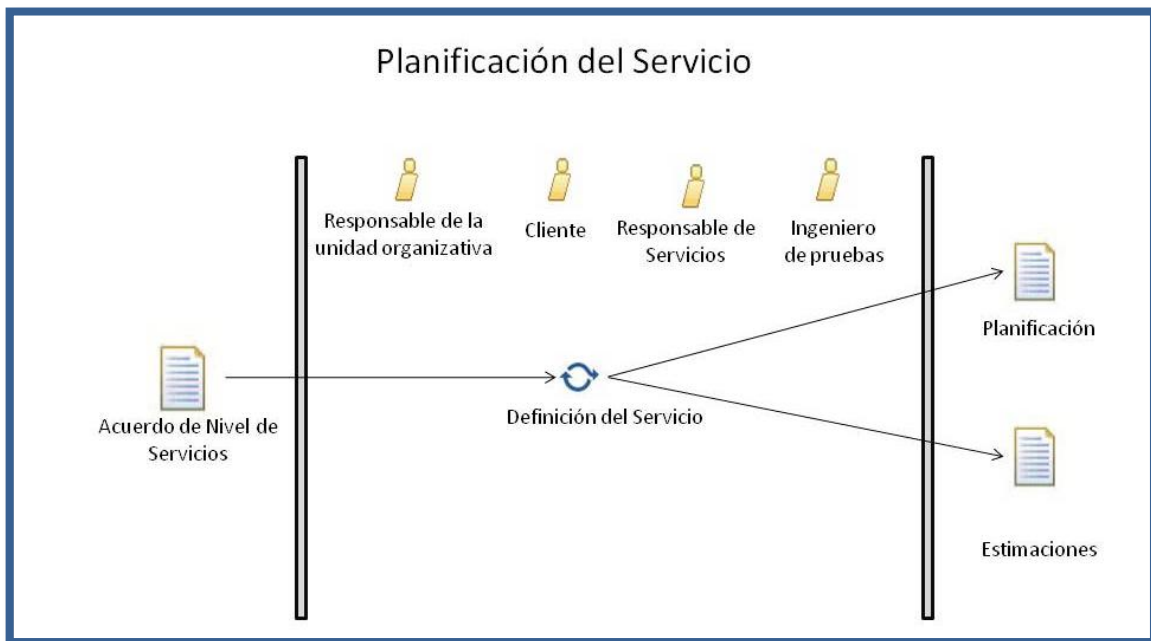 Planificación del Servicio
Responsable de la
unidad organizativa
Cliente
Responsable de
Servicios
Ingeniero
de pruebas
Planificación
Acuerdo de Nivel de
Servicios
Definición del Servicio
Estimaciones